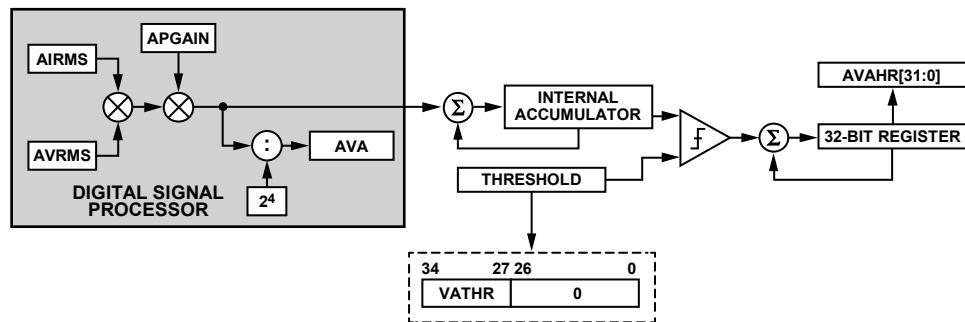 APGAIN
AIRMS
AVRMS
:
AVA
2⁴
DIGITAL SIGNAL
PROCESSOR
Σ
INTERNAL
ACCUMULATOR
THRESHOLD
34 27 26 0
VATHR 0
Σ
AVAHR[31:0]
32-BIT REGISTER